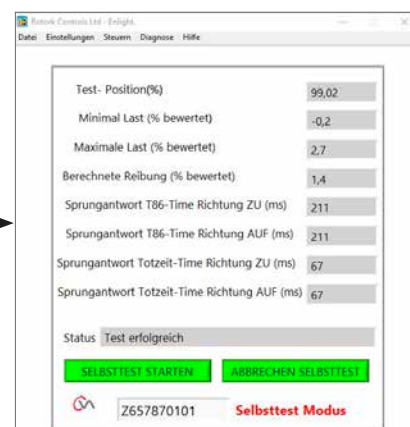 Rotork Controls Ltd - Enlight.
Datei Einstellungen Steuern Diagnose Hilfe
Test- Position(%) 99,02
Minimal Last (% bewertet) -0,2
Maximale Last (% bewertet) 2,7
Berechnete Reibung (% bewertet) 1,4
Sprungantwort T86-Time Richtung ZU (ms) 211
Sprungantwort T86-Time Richtung AUF (ms) 211
Sprungantwort Totzeit-Time Richtung ZU (ms) 67
Sprungantwort Totzeit-Time Richtung AUF (ms) 67
Status Test erfolgreich
SELBSTTEST STARTEN ABBRECHEN SELBSTTEST
Z657870101 Selbsttest Modus